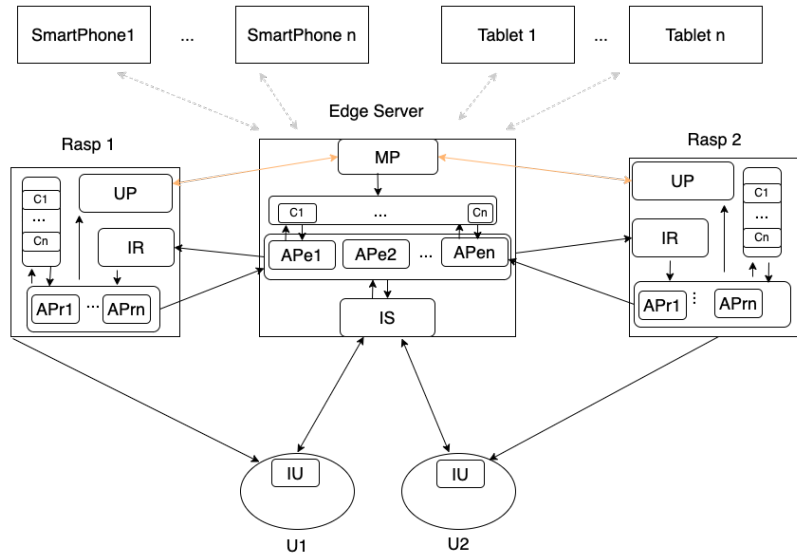 SmartPhone1 ... SmartPhone n Tablet 1 ... Tablet n
Edge Server
Rasp 1
Rasp 2
MP
C1
...
Cn
UP
IR
APr1 ... APrn
C1 ... Cn
APe1 APe2 ... APen
IS
UP
C1
...
Cn
IR
APr1 ... APrn
IU
IU
U1
U2